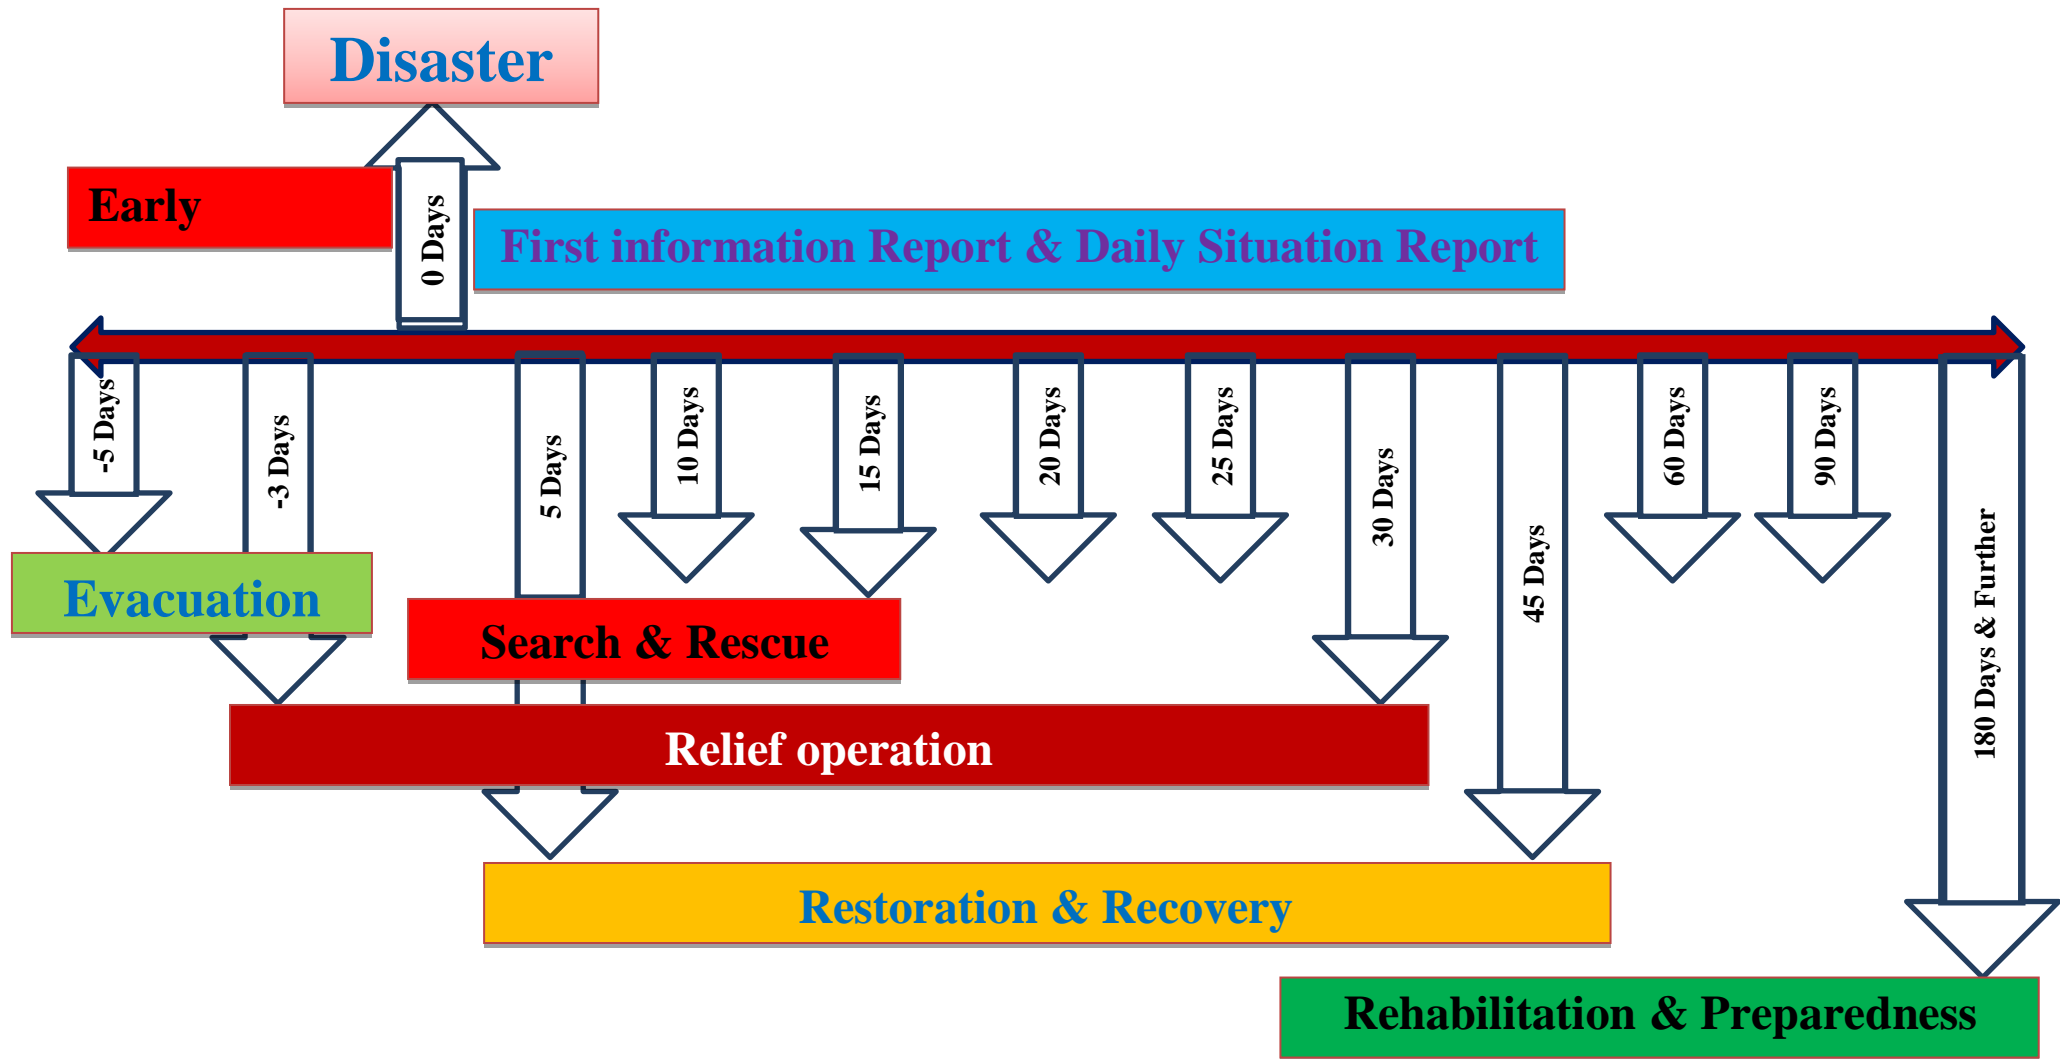 Disaster
Early
0 Days
First information Report & Daily Situation Report
-5 Days
-3 Days
5 Days
10 Days
15 Days
20 Days
25 Days
30 Days
45 Days
60 Days
90 Days
180 Days & Further
Evacuation
Search & Rescue
Relief operation
Restoration & Recovery
Rehabilitation & Preparedness